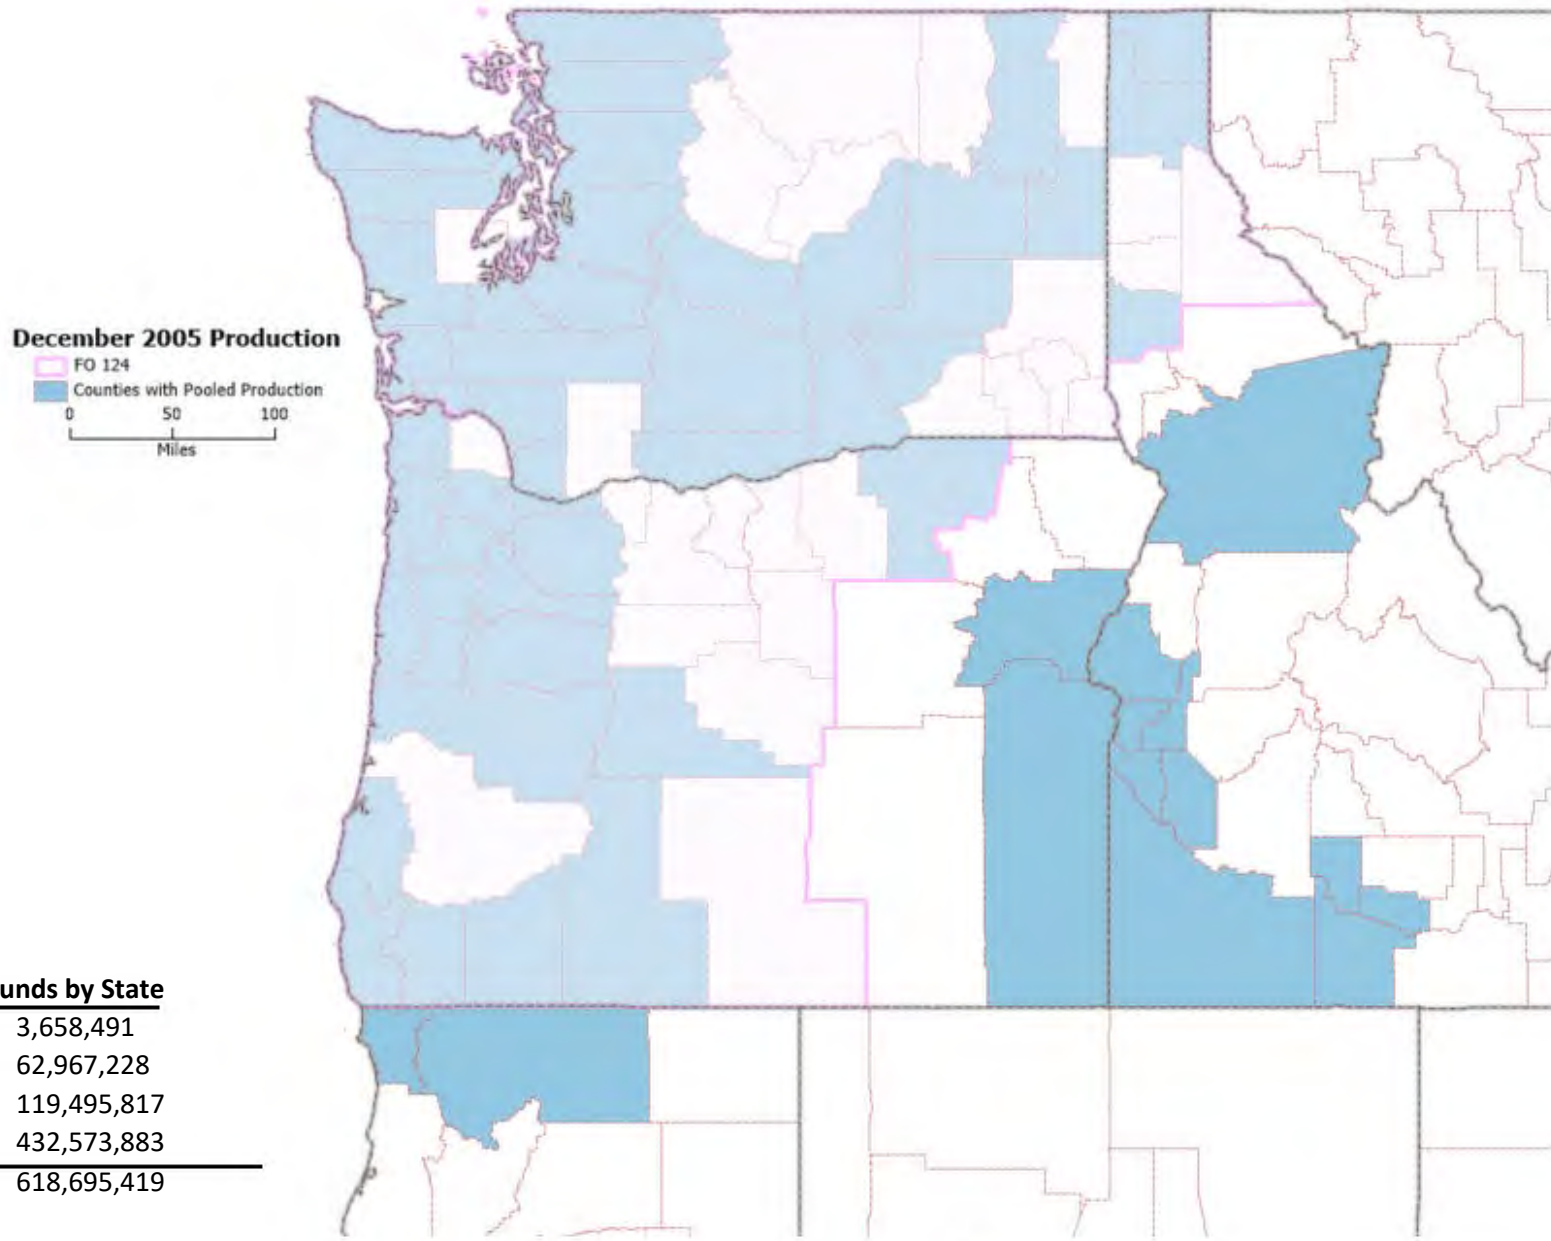 December 2005 Production
FO 124
Counties with Pooled Production
0 50 100
Miles
unds by State
3,658,491
62,967,228
119,495,817
432,573,883
618,695,419